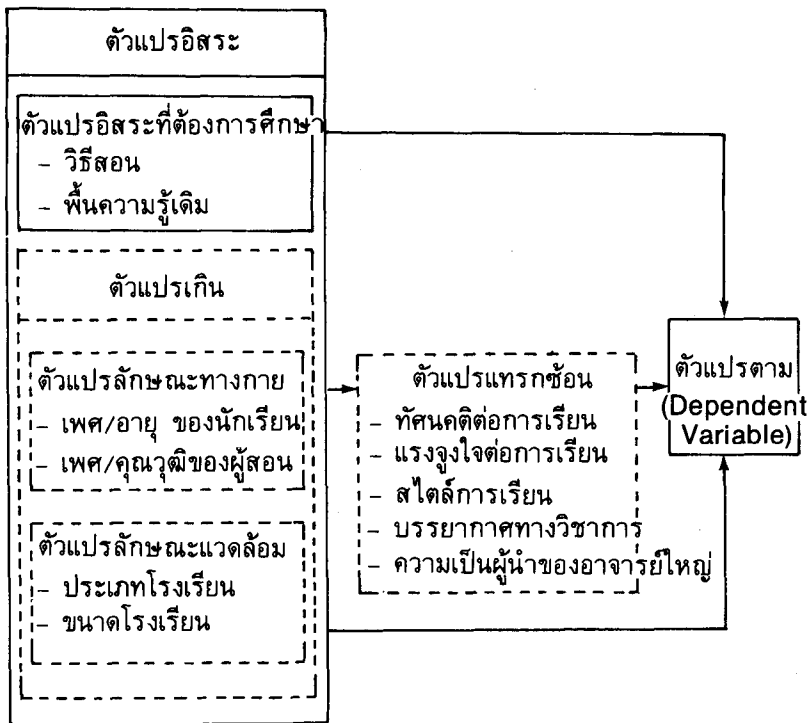 ตัวแปรอิสระ
ตัวแปรอิสระที่ต้องการศึกษา
– วิธีสอน
– พื้นความรู้เดิม
ตัวแปรเกิน
ตัวแปรลักษณะทางกาย
– เพศ/อายุ ของนักเรียน
– เพศ/คุณวุฒิของผู้สอน
ตัวแปรลักษณะแวดล้อม
– ประเภทโรงเรียน
– ขนาดโรงเรียน
ตัวแปรแทรกซ้อน
– ทัศนคติต่อการเรียน
– แรงจูงใจต่อการเรียน
– สไตล์การเรียน
– บรรยากาศทางวิชาการ
– ความเป็นผู้นำของอาจารย์ใหญ่
ตัวแปรตาม
(Dependent
Variable)